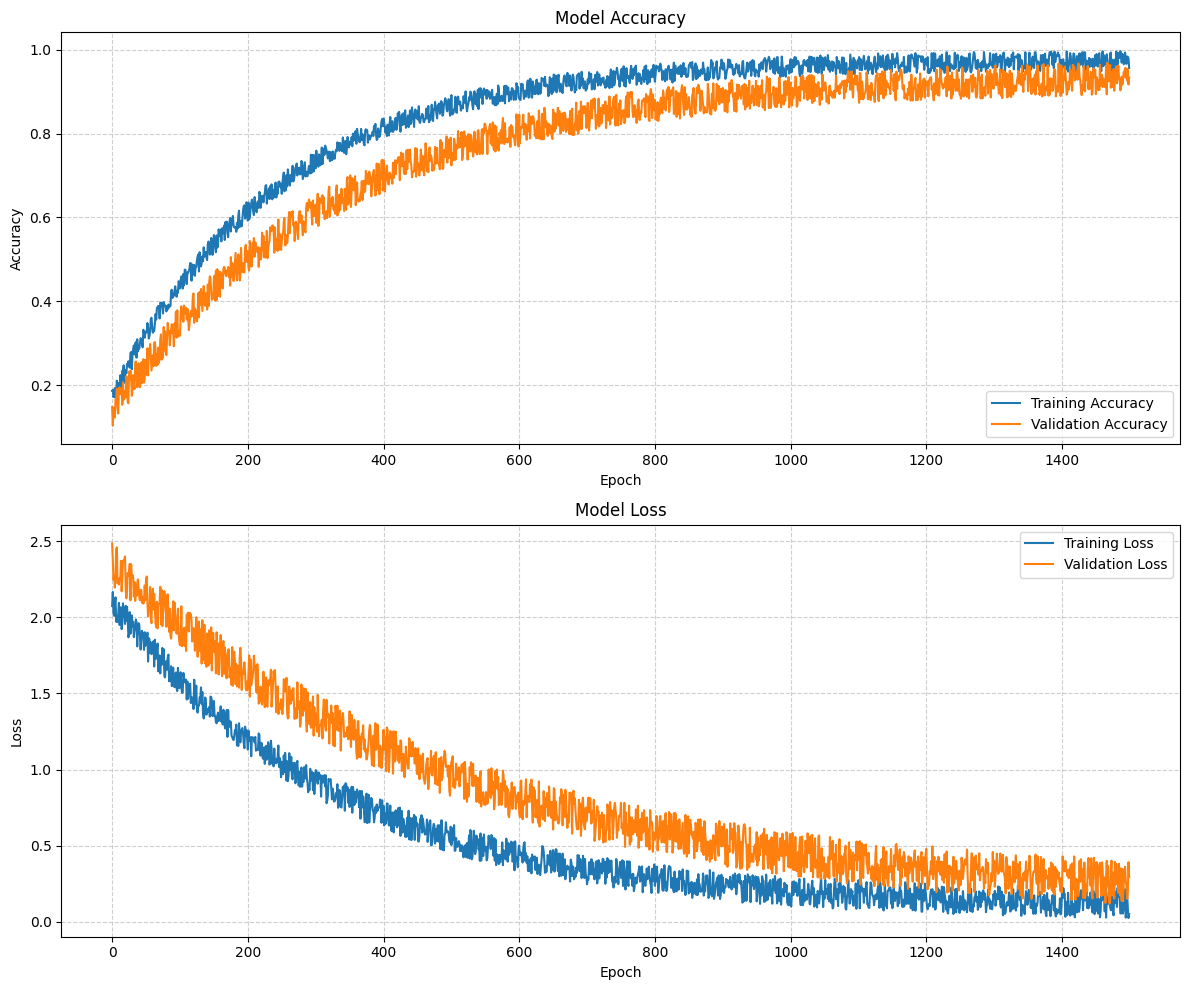 Model Accuracy
1.0
0.8
0.6
0.4
0.2
Accuracy
Training Accuracy
Validation Accuracy
0
200
400
600
800
1000
1200
1400
Epoch
Model Loss
2.5
2.0
1.5
1.0
0.5
0.0
Loss
Training Loss
Validation Loss
0
200
400
600
800
1000
1200
1400
Epoch